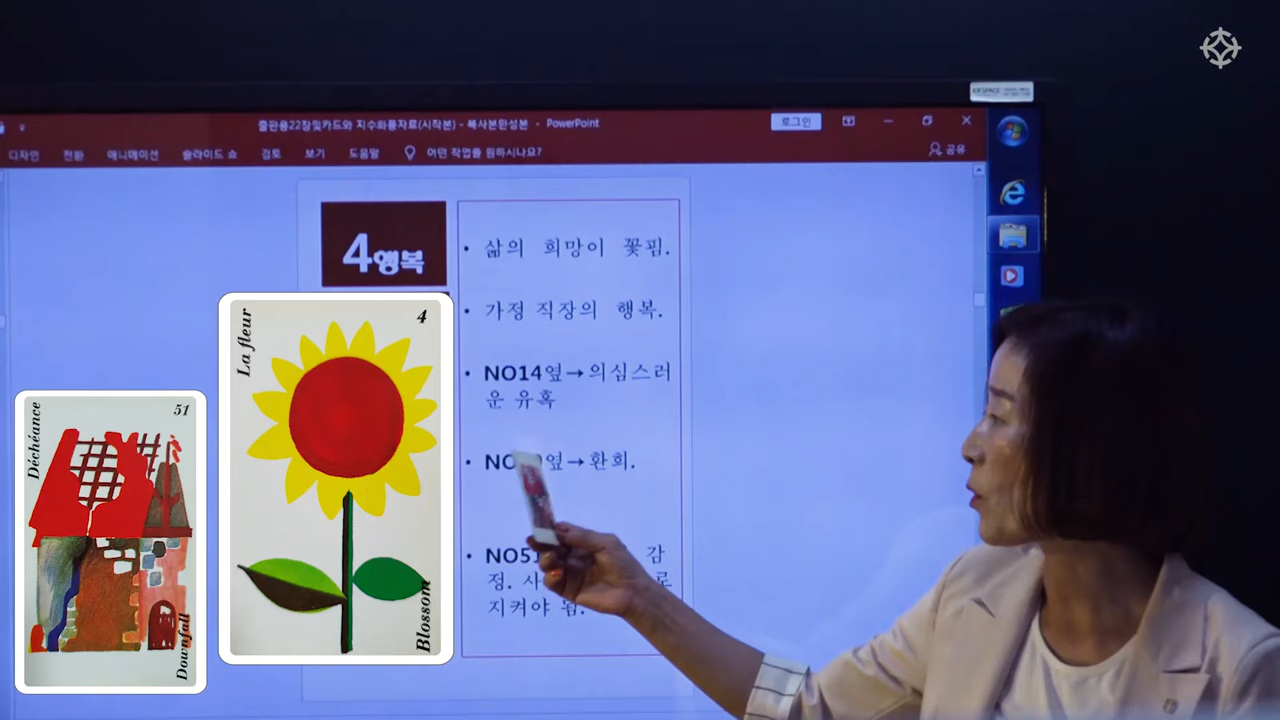 출판용22장및카드와 지수화풍자료(시작본) - 복사본완성본 - PowerPoint
로그인
디자인 전환 애니메이션 슬라이드 쇼 검토 보기 도움말 어떤 작업을 원하시나요? 공유
4행복
• 삶의 희망이 꽃핌.
• 가정 직장의 행복.
• NO14옆→의심스러
운 유혹
• NO 옆→환희.
• NO51 감
정. 사 로
지켜야 됨.
La fleur
4
Blossom
Déchéance
51
Downfall